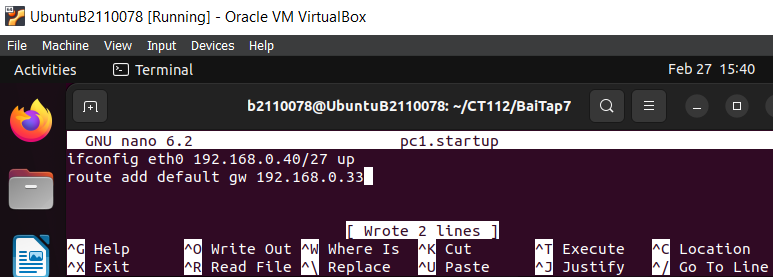 UbuntuB2110078 [Running] - Oracle VM VirtualBox
File Machine View Input Devices Help
Activities Terminal Feb 27 15:40
b2110078@UbuntuB2110078: ~/CT112/BaiTap7
GNU nano 6.2 pc1.startup
ifconfig eth0 192.168.0.40/27 up
route add default gw 192.168.0.33
[ Wrote 2 lines ]
^G Help ^O Write Out ^W Where Is ^K Cut ^T Execute ^C Location
^X Exit ^R Read File ^\ Replace ^U Paste ^J Justify ^/ Go To Line